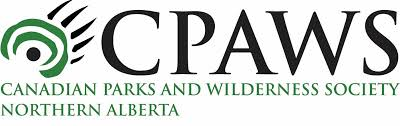 CPAWS
CANADIAN PARKS AND WILDERNESS SOCIETY
NORTHERN ALBERTA